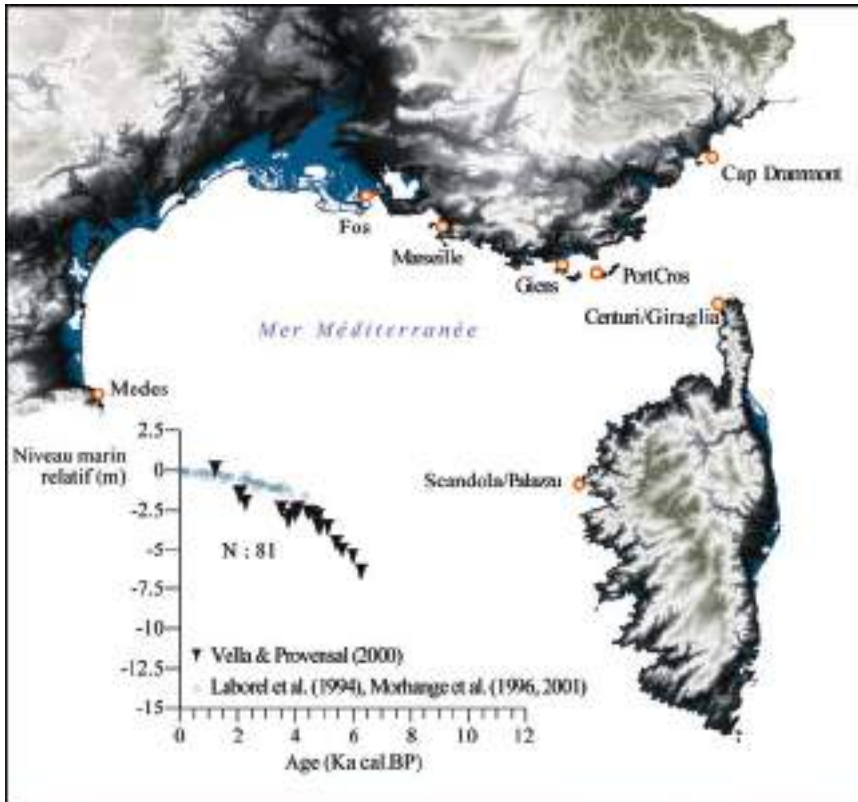 Cap Drammont
Fos
Marseille
Giens
PortCros
Centuri/Giraglia
Mer Méditerranée
Medes
Scandola/Palazzu
Niveau marin
relatif (m)
2.5
0
-2.5
-5
-7.5
-10
-12.5
-15
N : 81
Vella & Provensal (2000)
Laborel et al. (1994), Morhange et al. (1996, 2001)
0 2 4 6 8 10 12
Age (Ka cal.BP)